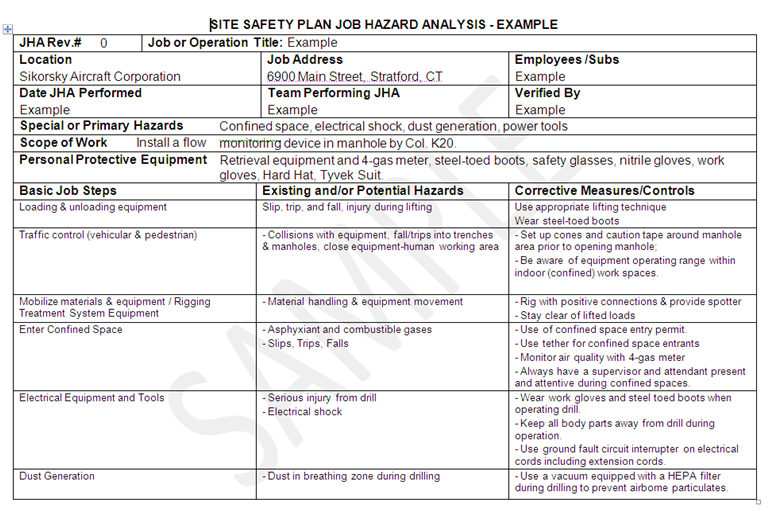 SITE SAFETY PLAN JOB HAZARD ANALYSIS - EXAMPLE
JHA Rev.# 0 Job or Operation Title: Example
Location Job Address Employees /Subs
Sikorsky Aircraft Corporation 6900 Main Street, Stratford, CT Example
Date JHA Performed Team Performing JHA Verified By
Example Example Example
Special or Primary Hazards Confined space, electrical shock, dust generation, power tools
Scope of Work Install a flow monitoring device in manhole by Col. K20.
Personal Protective Equipment Retrieval equipment and 4-gas meter, steel-toed boots, safety glasses, nitrile gloves, work
gloves, Hard Hat, Tyvek Suit.
Basic Job Steps Existing and/or Potential Hazards Corrective Measures/Controls
Loading & unloading equipment Slip, trip, and fall, injury during lifting Use appropriate lifting technique
Wear steel-toed boots
Traffic control (vehicular & pedestrian) - Collisions with equipment, fall/trips into trenches - Set up cones and caution tape around manhole
& manholes, close equipment-human working area area prior to opening manhole;
- Be aware of equipment operating range within
indoor (confined) work spaces.
Mobilize materials & equipment / Rigging - Material handling & equipment movement - Rig with positive connections & provide spotter
Treatment System Equipment - Stay clear of lifted loads
Enter Confined Space - Asphyxiant and combustible gases - Use of confined space entry permit.
- Slips, Trips, Falls - Use tether for confined space entrants
- Monitor air quality with 4-gas meter
- Always have a supervisor and attendant present
and attentive during confined spaces.
Electrical Equipment and Tools - Serious injury from drill - Wear work gloves and steel toed boots when
- Electrical shock operating drill.
- Keep all body parts away from drill during
operation.
- Use ground fault circuit interrupter on electrical
cords including extension cords.
Dust Generation - Dust in breathing zone during drilling - Use a vacuum equipped with a HEPA filter
during drilling to prevent airborne particulates.
SAMPLE